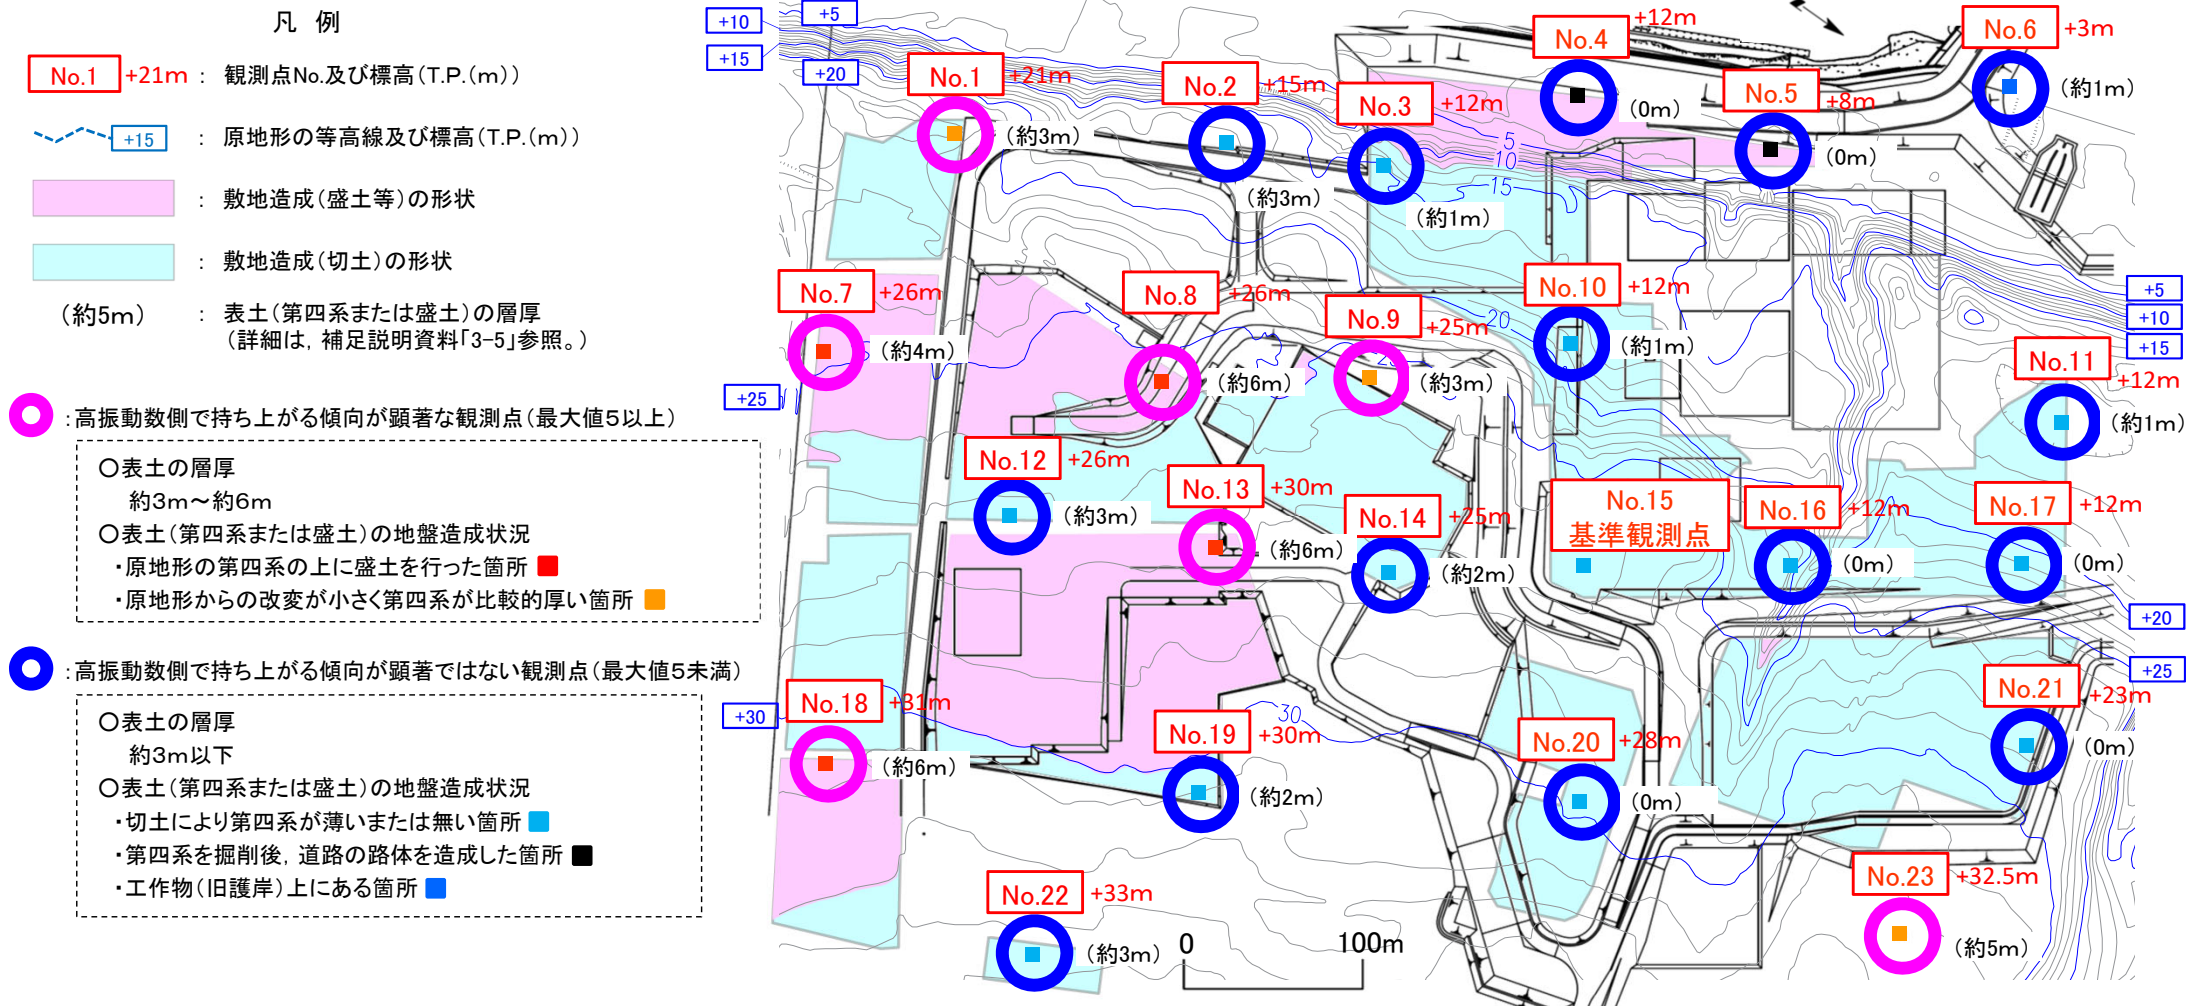 凡 例
No.1 +21m : 観測点No.及び標高(T.P.(m))
+15 : 原地形の等高線及び標高(T.P.(m))
: 敷地造成(盛土等)の形状
: 敷地造成(切土)の形状
(約5m) : 表土(第四系または盛土)の層厚
(詳細は,補足説明資料「3-5」参照。)
:高振動数側で持ち上がる傾向が顕著な観測点(最大値5以上)
○表土の層厚
約3m~約6m
○表土(第四系または盛土)の地盤造成状況
・原地形の第四系の上に盛土を行った箇所
・原地形からの改変が小さく第四系が比較的厚い箇所
:高振動数側で持ち上がる傾向が顕著ではない観測点(最大値5未満)
○表土の層厚
約3m以下
○表土(第四系または盛土)の地盤造成状況
・切土により第四系が薄いまたは無い箇所
・第四系を掘削後,道路の路体を造成した箇所
・工作物(旧護岸)上にある箇所
+10
+5
+15
+20
No.1 +21m
(約3m)
No.2 +15m
(約3m)
No.3 +12m
(約1m)
No.4 +12m
(0m)
No.5 +8m
(0m)
No.6 +3m
(約1m)
5
10
15
No.7 +26m
(約4m)
No.8 +26m
(約6m)
No.9 +25m
(約3m)
20
No.10 +12m
(約1m)
+5
+10
+15
No.11
+12m
(約1m)
+25
No.12 +26m
(約3m)
No.13 +30m
(約6m)
No.14 +25m
(約2m)
No.15
基準観測点
No.16 +12m
(0m)
No.17 +12m
(0m)
+20
+25
+30
No.18 +31m
(約6m)
30
No.19 +30m
(約2m)
No.20 +28m
(0m)
No.21
+23m
(0m)
No.22 +33m
(約3m)
No.23 +32.5m
(約5m)
0 100m